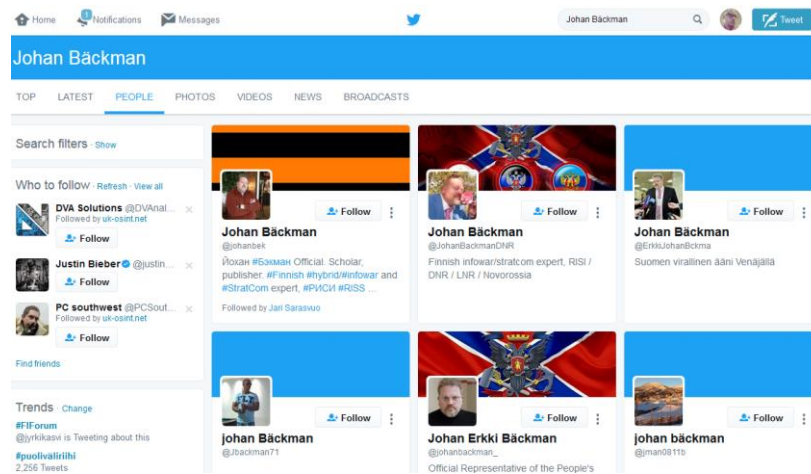 Home
1
Notifications
Messages
Johan Bäckman
Tweet
Johan Bäckman
TOP LATEST PEOPLE PHOTOS VIDEOS NEWS BROADCASTS
Search filters · Show
Who to follow · Refresh · View all
DVA Solutions @DVAnal...
Followed by uk-osint.net
Follow
Justin Bieber @justin...
Follow
PC southwest @PCSout...
Followed by uk-osint.net
Follow
Find friends
Trends · Change
#FIForum
@jyrkikasvi is Tweeting about this
#puoliväliriihi
2,256 Tweets
Follow
Johan Bäckman
@johanbek
Йохан #Бэкман Official. Scholar,
publisher. #Finnish #hybrid/#infowar and
#StratCom expert, #РИСИ #RISS ...
Followed by Jari Sarasvuo
Follow
Johan Bäckman
@JohanBackmanDNR
Finnish infowar/stratcom expert, RISI /
DNR / LNR / Novorossia
Follow
Johan Bäckman
@ErkkiJohanBckma
Suomen virallinen ääni Venäjällä
Follow
johan Bäckman
@Jbackman71
Follow
Johan Erkki Bäckman
@johanbackman_
Official Representative of the People's
Follow
johan bäckman
@jman0811b